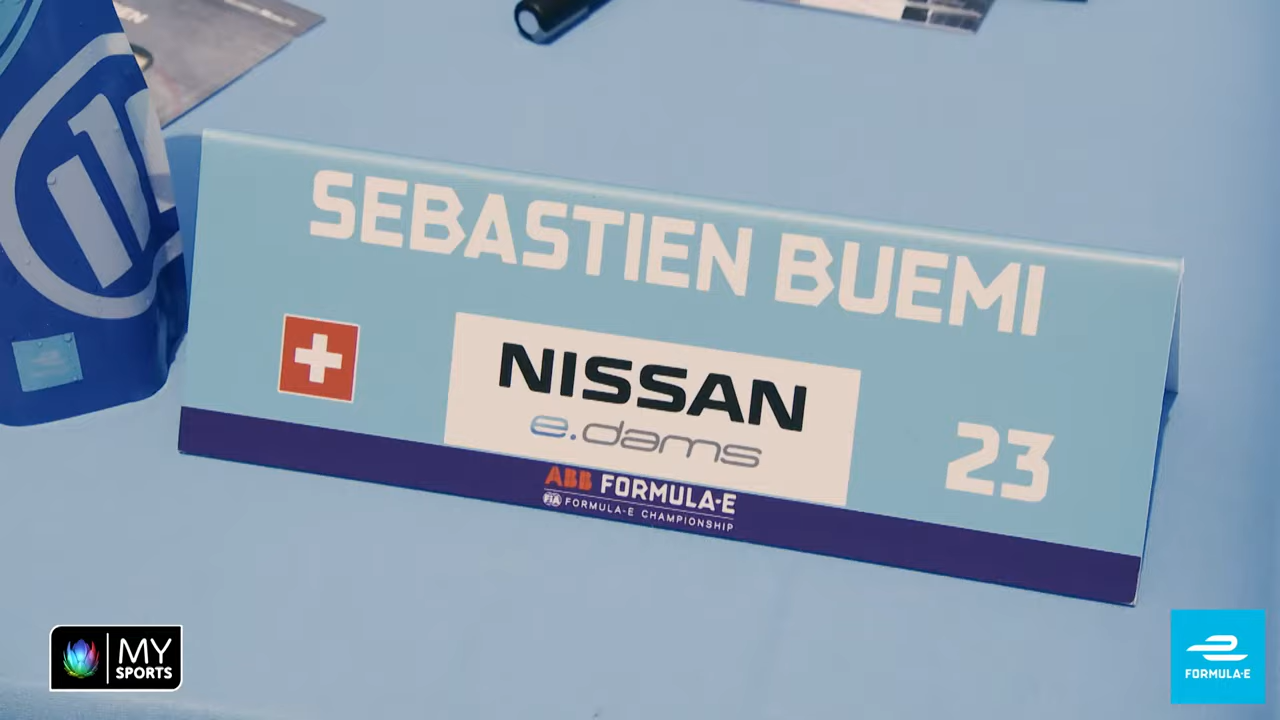 SEBASTIEN BUEMI
NISSAN
e.dams
23
ABB FORMULA-E
FIA FORMULA-E CHAMPIONSHIP
MY
SPORTS
FORMULA-E